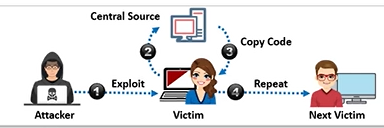 Central Source
2
3
Copy Code
1
Exploit
4
Repeat
Attacker
Victim
Next Victim